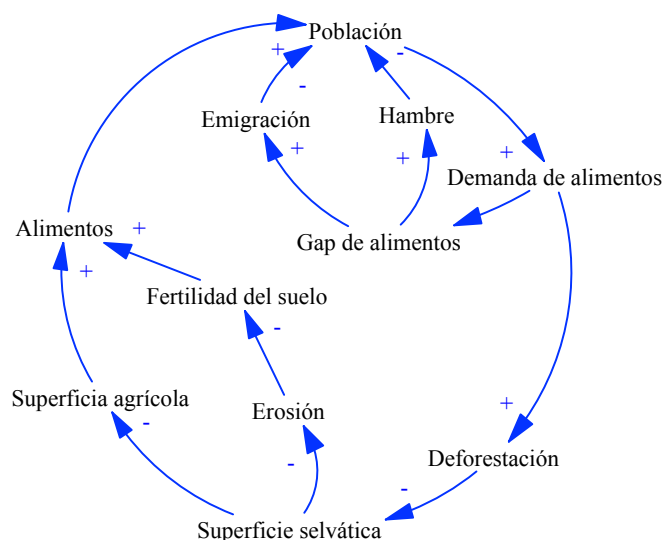 Población
+
-
-
Emigración
Hambre
+
+
+
Demanda de alimentos
Alimentos
+
Gap de alimentos
+
Fertilidad del suelo
-
Superficia agrícola
-
Erosión
+
-
Deforestación
-
Superficie selvática